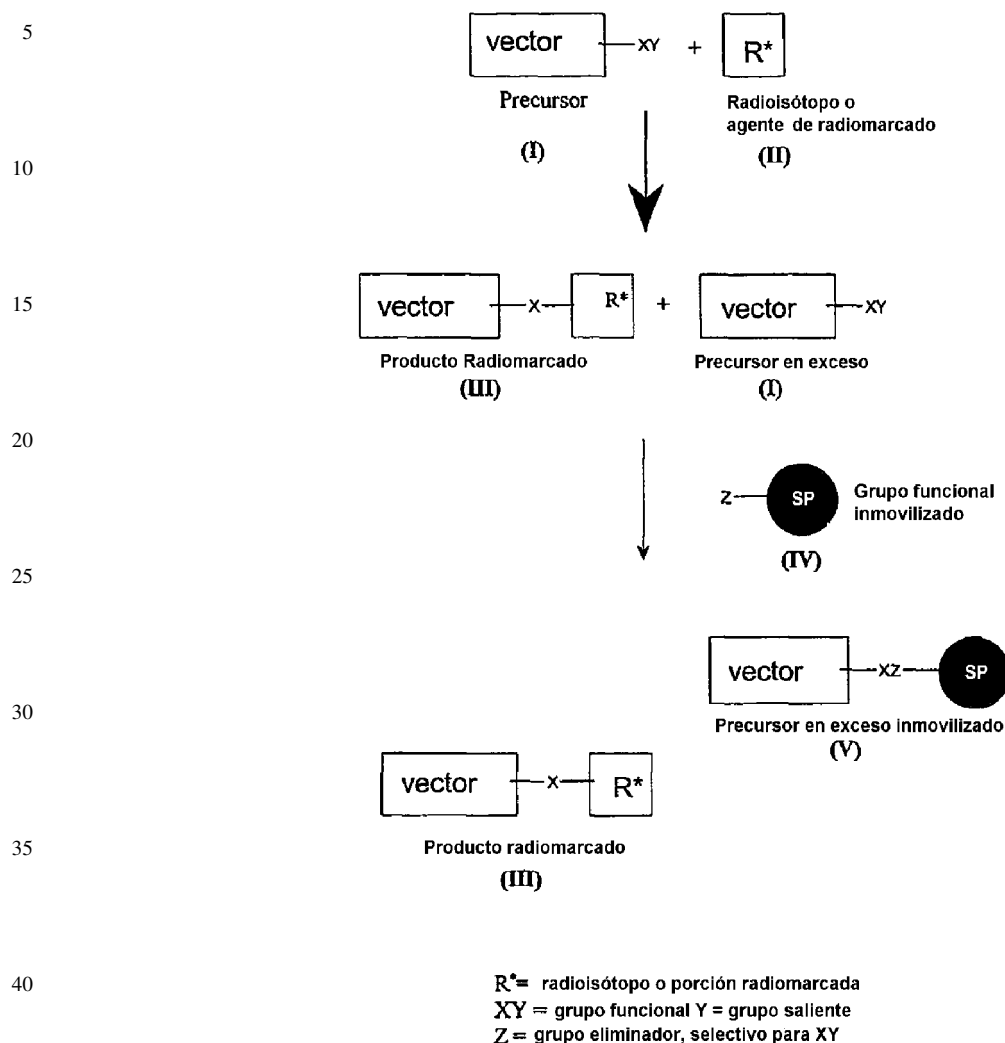 5
vector XY + R*
Precursor
Radioisótopo o
agente de radiomarcado
(I)
(II)
10
15
vector X R* + vector XY
Producto Radiomarcado
Precursor en exceso
(III)
(I)
20
Z SP
Grupo funcional
inmovilizado
(IV)
25
vector XZ SP
30
Precursor en exceso inmovilizado
(V)
vector X R*
35
Producto radiomarcado
(III)
40
R*= radioisótopo o porción radiomarcada
XY = grupo funcional Y = grupo saliente
Z = grupo eliminador, selectivo para XY